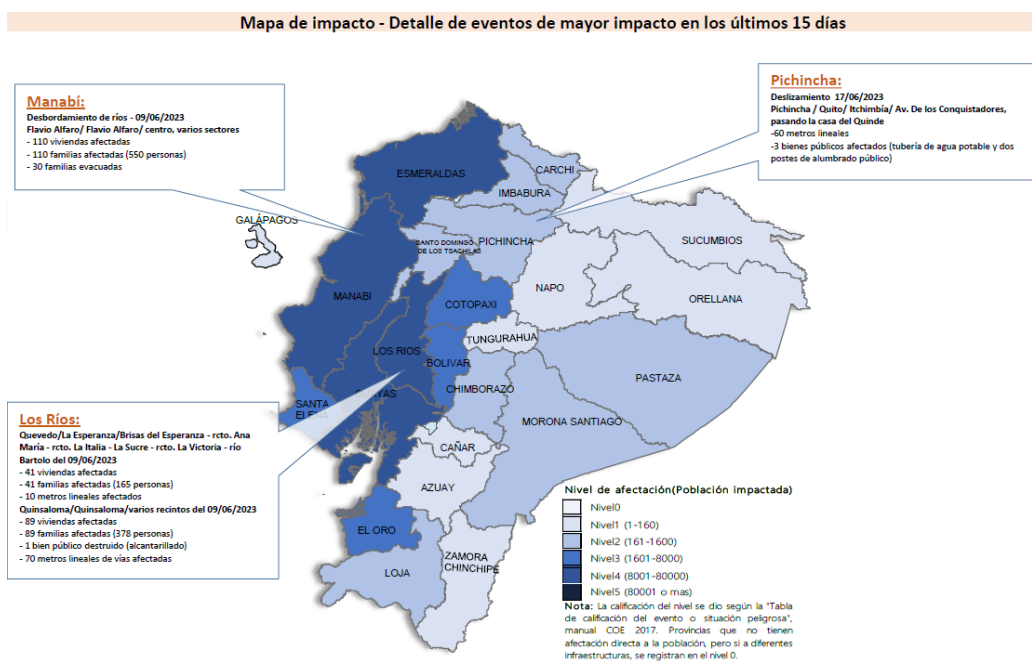 Mapa de impacto - Detalle de eventos de mayor impacto en los últimos 15 días
Manabí:
Desbordamiento de ríos - 09/06/2023
Flavio Alfaro/ Flavio Alfaro/ centro, varios sectores
- 110 viviendas afectadas
- 110 familias afectadas (550 personas)
- 30 familias evacuadas
Pichincha:
Deslizamiento 17/06/2023
Pichincha / Quito/ Itchimbía/ Av. De los Conquistadores,
pasando la casa del Quinde
-60 metros lineales
-3 bienes públicos afectados (tubería de agua potable y dos
postes de alumbrado público)
ESMERALDAS
CARCHI
IMBABURA
GALÁPAGOS
SANTO DOMINGO
DE LOS TSACHILAS
PICHINCHA
SUCUMBIOS
NAPO
ORELLANA
MANABI
COTOPAXI
TUNGURAHUA
LOS RIOS
BOLIVAR
PASTAZA
CHIMBORAZO
SANTA
ELENA
MORONA SANTIAGO
CAÑAR
AZUAY
EL ORO
ZAMORA
CHINCHIPE
LOJA
Los Ríos:
Quevedo/La Esperanza/Brisas del Esperanza - rcto. Ana
María - rcto. La Italia - La Sucre - rcto. La Victoria - río
Bartolo del 09/06/2023
- 41 viviendas afectadas
- 41 familias afectadas (165 personas)
- 10 metros lineales afectados
Quinsaloma/Quinsaloma/varios recintos del 09/06/2023
- 89 viviendas afectadas
- 89 familias afectadas (378 personas)
- 1 bien público destruido (alcantarillado)
- 70 metros lineales de vías afectadas
Nivel de afectación(Población impactada)
Nivel0
Nivel1 (1-160)
Nivel2 (161-1600)
Nivel3 (1601-8000)
Nivel4 (8001-80000)
Nivel5 (80001 o mas)
Nota: La calificación del nivel se dio según la "Tabla
de calificación del evento o situación peligrosa",
manual COE 2017. Provincias que no tienen
afectación directa a la población, pero si a diferentes
infraestructuras, se registran en el nivel 0.